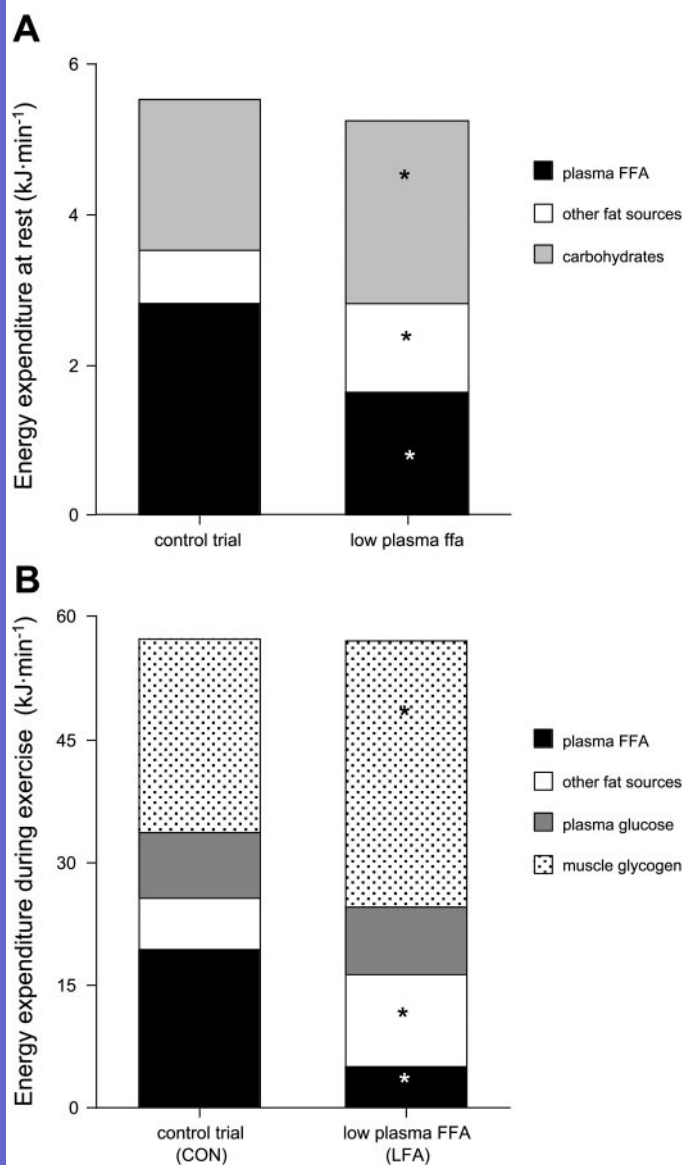 A
Energy expenditure at rest (kJ·min⁻¹)
6
4
2
0
*
*
*
control trial
low plasma ffa
plasma FFA
other fat sources
carbohydrates
B
Energy expenditure during exercise (kJ·min⁻¹)
60
45
30
15
0
*
*
*
control trial
(CON)
low plasma FFA
(LFA)
plasma FFA
other fat sources
plasma glucose
muscle glycogen